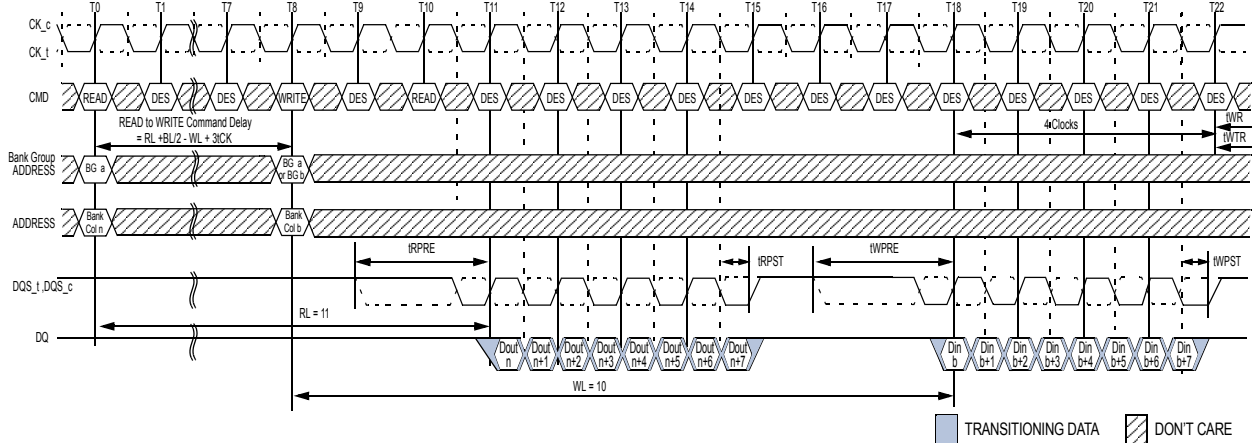 T0 T1 T7 T8 T9 T10 T11 T12 T13 T14 T15 T16 T17 T18 T19 T20 T21 T22
CK_c
CK_t
CMD READ DES DES WRITE DES READ DES DES DES DES DES DES DES DES DES DES DES DES
READ to WRITE Command Delay
= RL +BL/2 - WL + 3tCK
4 Clocks
tWR
tWTR
Bank Group
ADDRESS
BG a
BG a
or BG b
ADDRESS
Bank
Col n
Bank
Col b
tRPRE
tRPST
tWPRE
tWPST
DQS_t ,DQS_c
RL = 11
DQ
Dout Dout Dout Dout Dout Dout Dout Dout Din Din Din Din Din Din Din Din
n n+1 n+2 n+3 n+4 n+5 n+6 n+7 b b+1 b+2 b+3 b+4 b+5 b+6 b+7
WL = 10
TRANSITIONING DATA
DON'T CARE